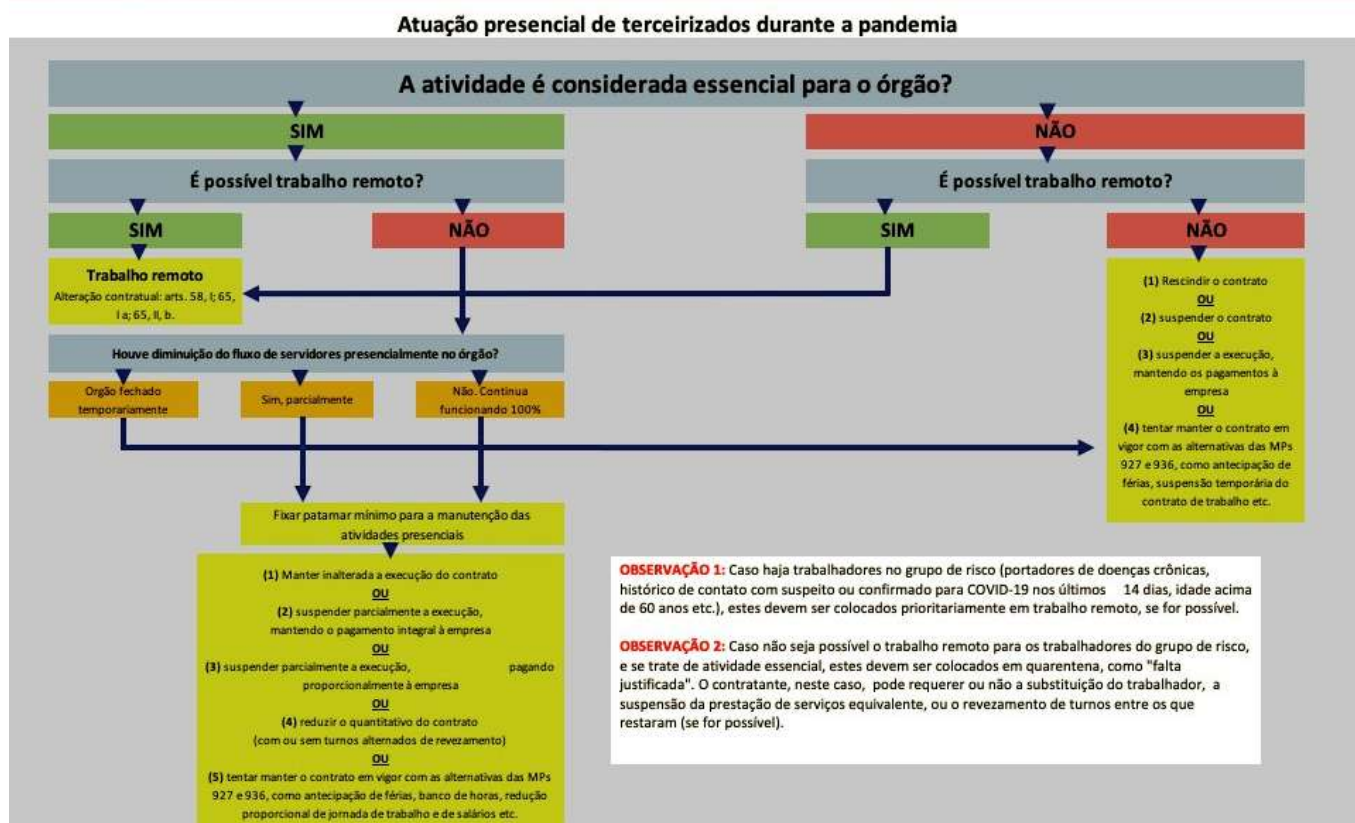 Atuação presencial de terceirizados durante a pandemia
A atividade é considerada essencial para o órgão?
SIM
NÃO
É possível trabalho remoto?
É possível trabalho remoto?
SIM
NÃO
SIM
NÃO
Trabalho remoto
Alteração contratual: arts. 58, I; 65,
I a; 65, II, b.
Houve diminuição do fluxo de servidores presencialmente no órgão?
Orgão fechado
temporariamente
Sim, parcialmente
Não. Continua
funcionando 100%
(1) Rescindir o contrato
OU
(2) suspender o contrato
OU
(3) suspender a execução,
mantendo os pagamentos à
empresa
OU
(4) tentar manter o contrato em
vigor com as alternativas das MPs
927 e 936, como antecipação de
férias, suspensão temporária do
contrato de trabalho etc.
Fixar patamar mínimo para a manutenção das
atividades presenciais
(1) Manter inalterada a execução do contrato
OU
(2) suspender parcialmente a execução,
mantendo o pagamento integral à empresa
OU
(3) suspender parcialmente a execução, pagando
proporcionalmente à empresa
OU
(4) reduzir o quantitativo do contrato
(com ou sem turnos alternados de revezamento)
OU
(5) tentar manter o contrato em vigor com as alternativas das MPs
927 e 936, como antecipação de férias, banco de horas, redução
proporcional de jornada de trabalho e de salários etc.
OBSERVAÇÃO 1: Caso haja trabalhadores no grupo de risco (portadores de doenças crônicas,
histórico de contato com suspeito ou confirmado para COVID-19 nos últimos 14 dias, idade acima
de 60 anos etc.), estes devem ser colocados prioritariamente em trabalho remoto, se for possível.
OBSERVAÇÃO 2: Caso não seja possível o trabalho remoto para os trabalhadores do grupo de risco,
e se trate de atividade essencial, estes devem ser colocados em quarentena, como "falta
justificada". O contratante, neste caso, pode requerer ou não a substituição do trabalhador, a
suspensão da prestação de serviços equivalente, ou o revezamento de turnos entre os que
restaram (se for possível).